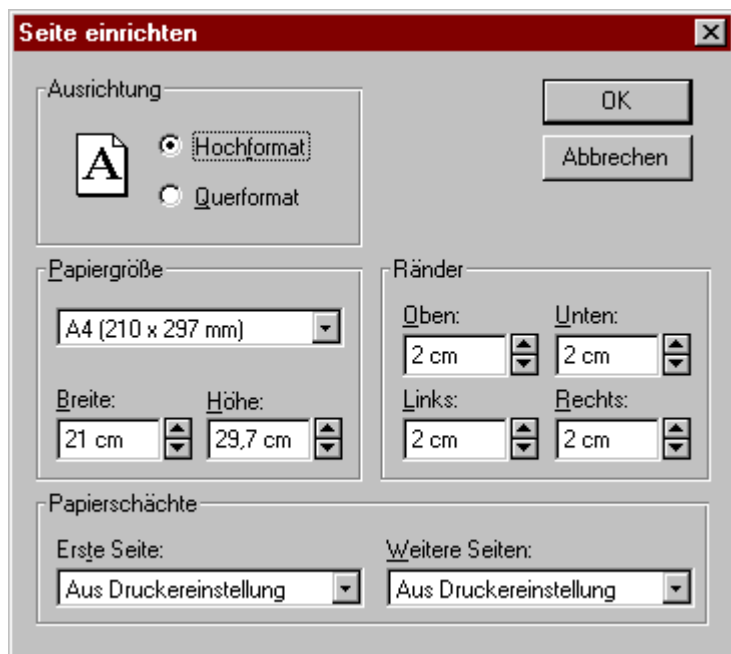 Seite einrichten
Ausrichtung
A
Hochformat
Querformat
OK
Abbrechen
Papiergröße
A4 (210 x 297 mm)
Breite: Höhe:
21 cm 29,7 cm
Ränder
Oben: Unten:
2 cm 2 cm
Links: Rechts:
2 cm 2 cm
Papierschächte
Erste Seite: Weitere Seiten:
Aus Druckereinstellung Aus Druckereinstellung